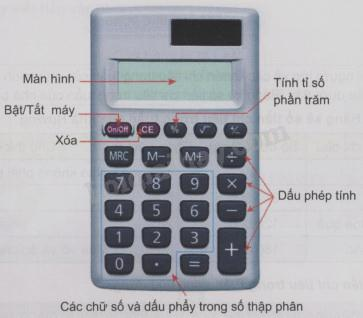 Màn hình
Bật/Tắt máy
Xóa
Tính tỉ số
phần trăm
On/Off CE % √ +/-
MRC M− M+ ÷
7 8 9 ×
4 5 6 −
1 2 3 +
0 . =
Dấu phép tính
Các chữ số và dấu phẩy trong số thập phân